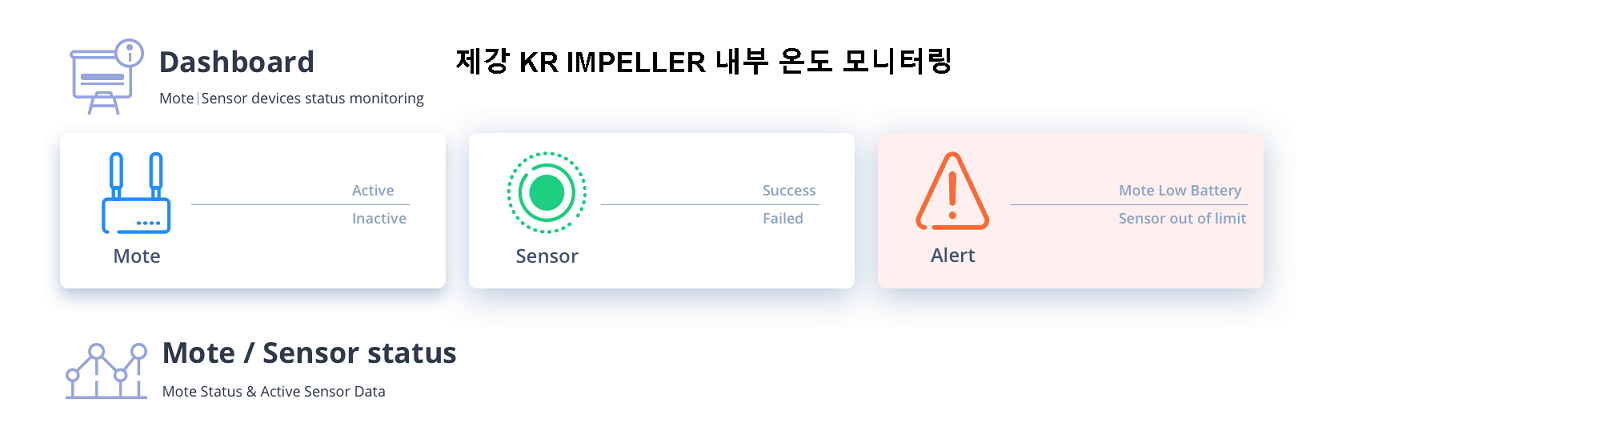 Dashboard
제강 KR IMPELLER 내부 온도 모니터링
Mote|Sensor devices status monitoring
Active
Inactive
Mote
Success
Failed
Sensor
Mote Low Battery
Sensor out of limit
Alert
Mote / Sensor status
Mote Status & Active Sensor Data